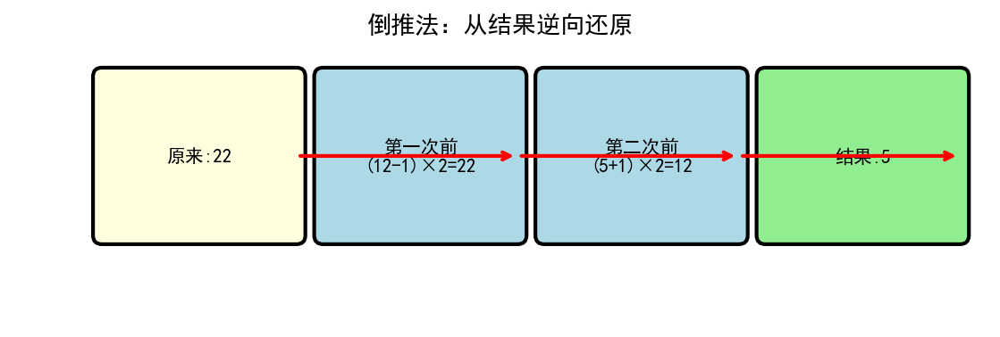 倒推法：从结果逆向还原
原来:22
第一次前
(12-1)×2=22
第二次前
(5+1)×2=12
结果:5